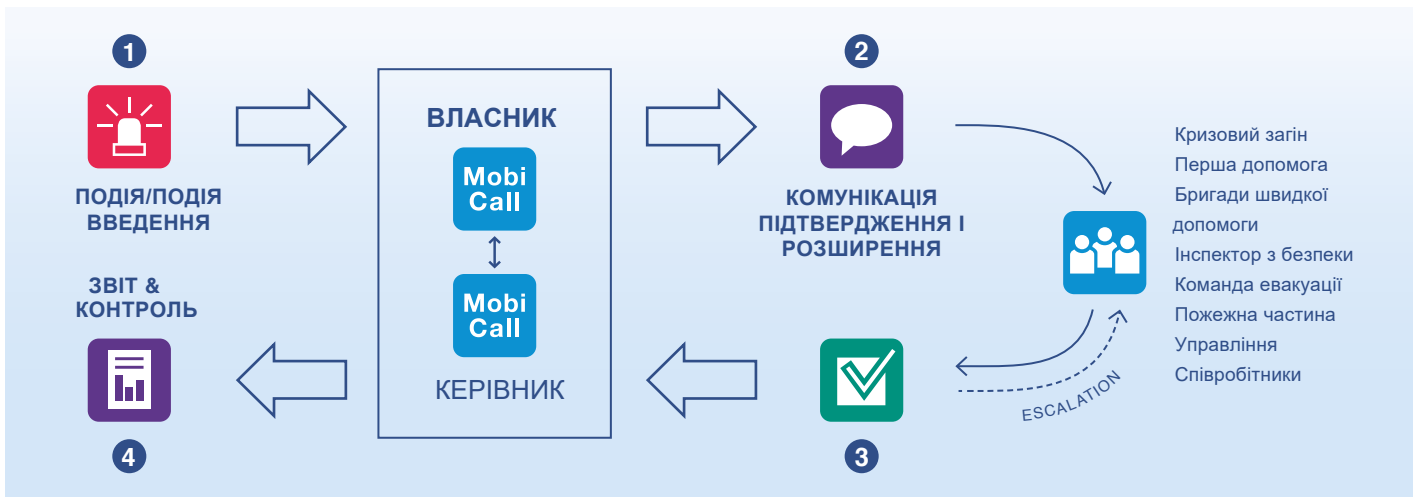 1
ПОДІЯ/ПОДІЯ
ВВЕДЕННЯ
ВЛАСНИК
Mobi
Call
Mobi
Call
КЕРІВНИК
2
КОМУНІКАЦІЯ
ПІДТВЕРДЖЕННЯ І
РОЗШИРЕННЯ
Кризовий загін
Перша допомога
Бригади швидкої
допомоги
Інспектор з безпеки
Команда евакуації
Пожежна частина
Управління
Співробітники
ESCALATION
3
ЗВІТ &
КОНТРОЛЬ
4